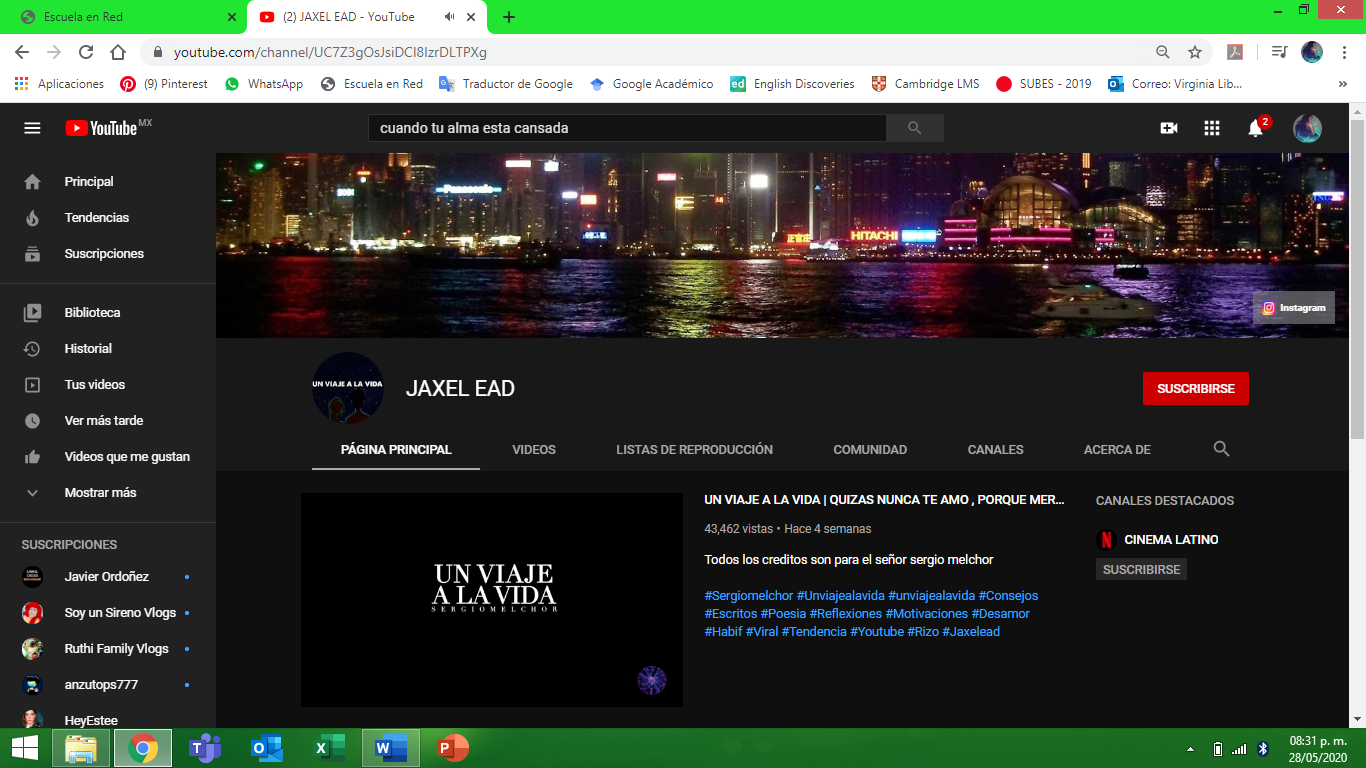 Escuela en Red
(2) JAXEL EAD - YouTube
youtube.com/channel/UC7Z3gOsJsiDCI8IzrDLTPXg
Aplicaciones
(9) Pinterest
WhatsApp
Escuela en Red
Traductor de Google
Google Académico
ed
English Discoveries
Cambridge LMS
SUBES - 2019
Correo: Virginia Lib...
YouTube MX
cuando tu alma esta cansada
2
Principal
Tendencias
Suscripciones
Biblioteca
Historial
Tus videos
Ver más tarde
Videos que me gustan
Mostrar más
SUSCRIPCIONES
Javier Ordoñez
Soy un Sireno Vlogs
Ruthi Family Vlogs
anzutops777
HeyEstee
Panasonic
HITACHI
ING
Instagram
UN VIAJE A LA VIDA
JAXEL EAD
SUSCRIBIRSE
PÁGINA PRINCIPAL
VIDEOS
LISTAS DE REPRODUCCIÓN
COMUNIDAD
CANALES
ACERCA DE
UN VIAJE
A LA VIDA
SERGIOMELCHOR
UN VIAJE A LA VIDA | QUIZAS NUNCA TE AMO , PORQUE MER...
43,462 vistas • Hace 4 semanas
Todos los creditos son para el señor sergio melchor
#Sergiomelchor #Unviajealavida #unviajealavida #Consejos
#Escritos #Poesia #Reflexiones #Motivaciones #Desamor
#Habif #Viral #Tendencia #Youtube #Rizo #Jaxelead
CANALES DESTACADOS
N
CINEMA LATINO
SUSCRIBIRSE
08:31 p. m.
28/05/2020